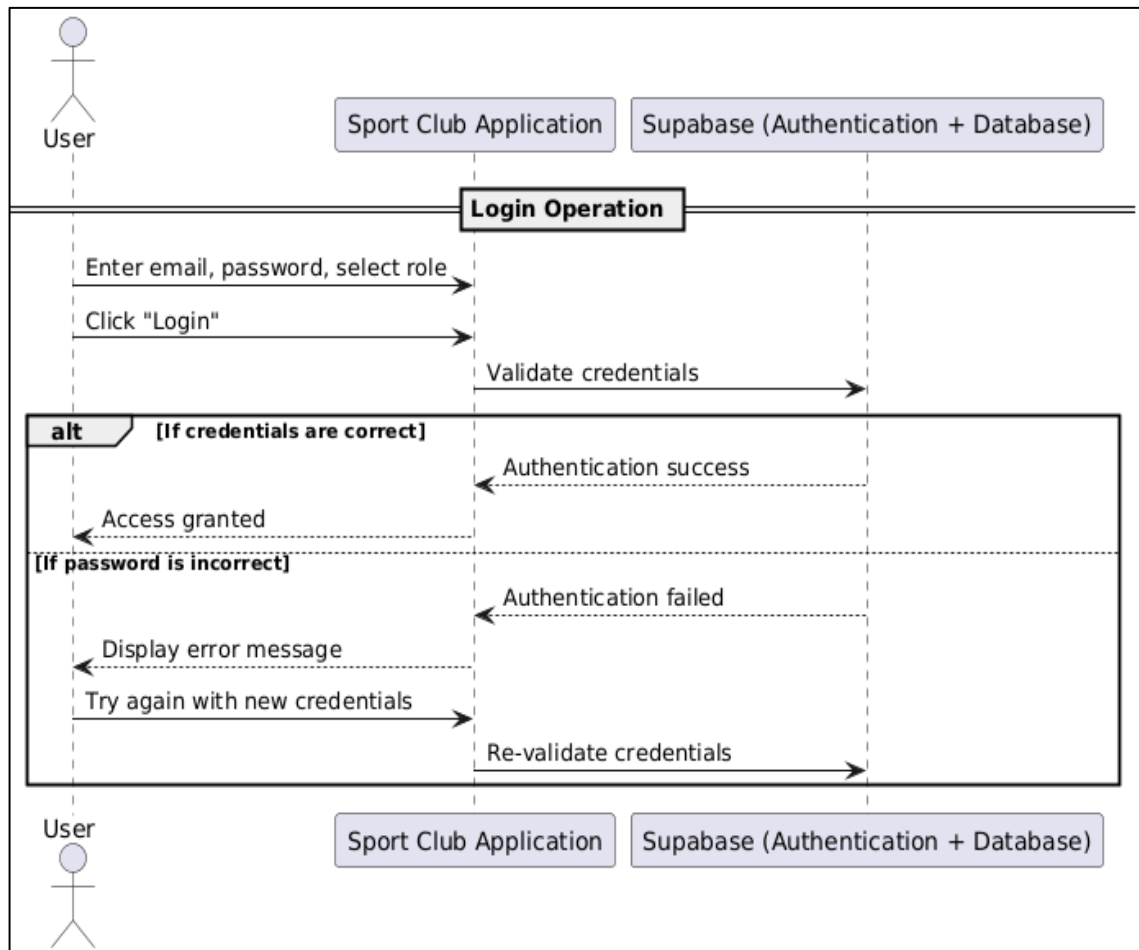 User
Sport Club Application
Supabase (Authentication + Database)
Login Operation
Enter email, password, select role
Click "Login"
Validate credentials
alt
[If credentials are correct]
Authentication success
Access granted
[If password is incorrect]
Authentication failed
Display error message
Try again with new credentials
Re-validate credentials
User
Sport Club Application
Supabase (Authentication + Database)